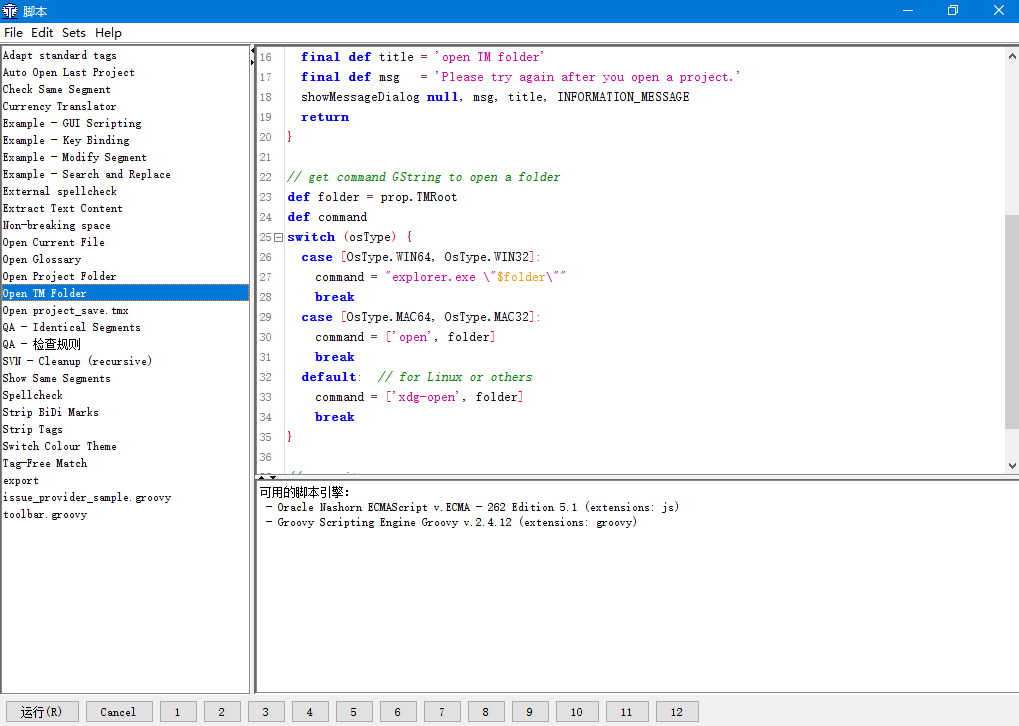 脚本
File Edit Sets Help
Adapt standard tags
Auto Open Last Project
Check Same Segment
Currency Translator
Example - GUI Scripting
Example - Key Binding
Example - Modify Segment
Example - Search and Replace
External spellcheck
Extract Text Content
Non-breaking space
Open Current File
Open Glossary
Open Project Folder
Open TM Folder
Open project_save.tmx
QA - Identical Segments
QA - 检查规则
SVN - Cleanup (recursive)
Show Same Segments
Spellcheck
Strip BiDi Marks
Strip Tags
Switch Colour Theme
Tag-Free Match
export
issue_provider_sample.groovy
toolbar.groovy
16 final def title = 'open TM folder'
17 final def msg   = 'Please try again after you open a project.'
18 showMessageDialog null, msg, title, INFORMATION_MESSAGE
19 return
20 }
21
22 // get command GString to open a folder
23 def folder = prop.TMRoot
24 def command
25 switch (osType) {
26 case [OsType.WIN64, OsType.WIN32]:
27 command = "explorer.exe \"$folder\""
28 break
29 case [OsType.MAC64, OsType.MAC32]:
30 command = ['open', folder]
31 break
32 default:  // for Linux or others
33 command = ['xdg-open', folder]
34 break
35 }
36
可用的脚本引擎:
- Oracle Nashorn ECMAScript v.ECMA - 262 Edition 5.1 (extensions: js)
- Groovy Scripting Engine Groovy v.2.4.12 (extensions: groovy)
运行(R) Cancel 1 2 3 4 5 6 7 8 9 10 11 12